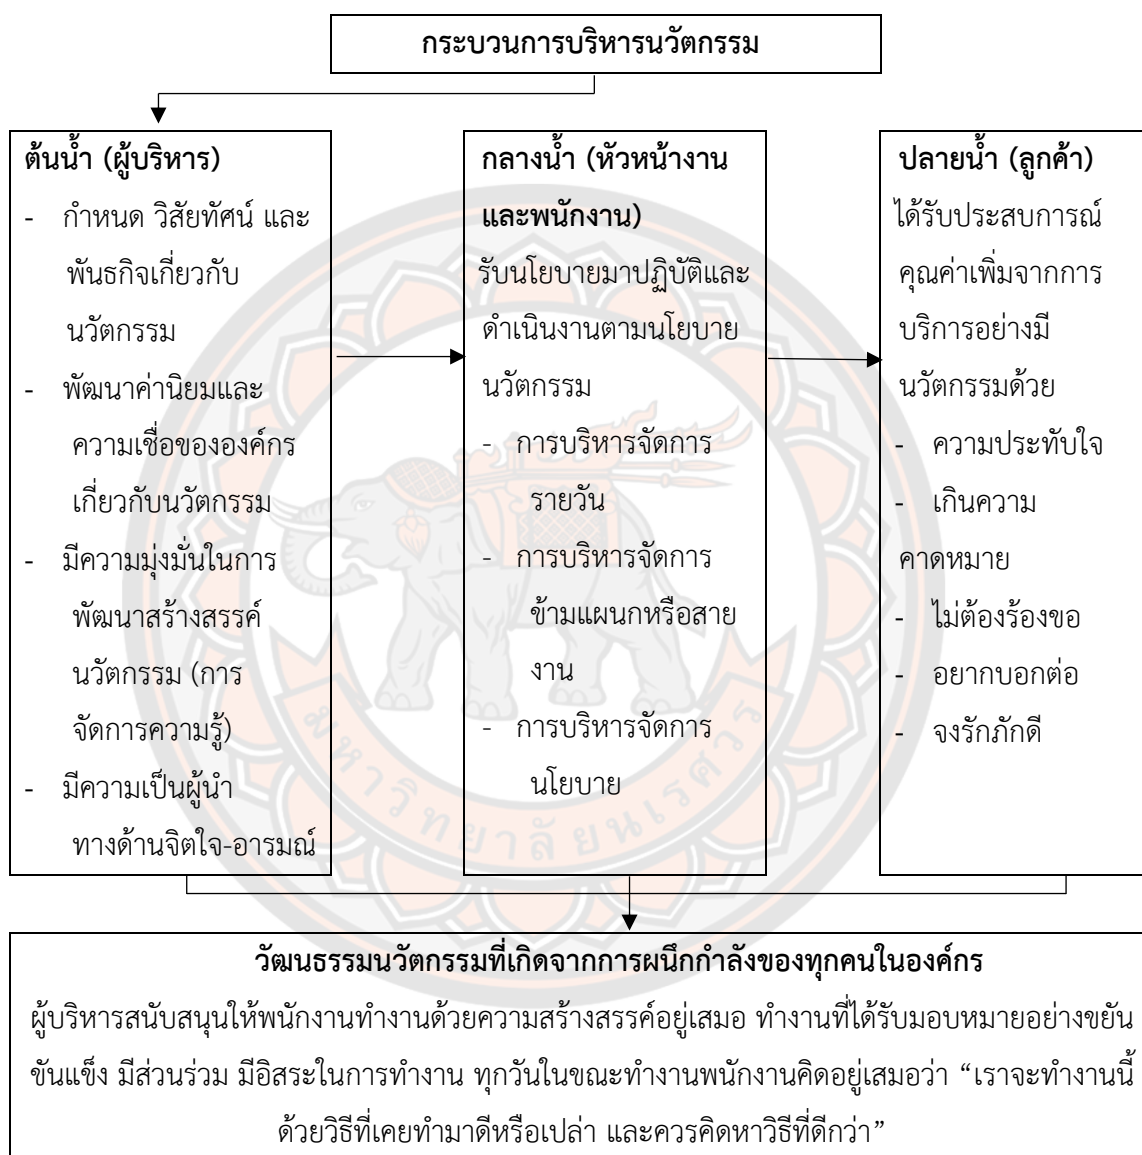 กระบวนการบริหารนวัตกรรม
ต้นน้ำ (ผู้บริหาร)
- กำหนด วิสัยทัศน์ และ
พันธกิจเกี่ยวกับ
นวัตกรรม
- พัฒนาค่านิยมและ
ความเชื่อขององค์กร
เกี่ยวกับนวัตกรรม
- มีความมุ่งมั่นในการ
พัฒนาสร้างสรรค์
นวัตกรรม (การ
จัดการความรู้)
- มีความเป็นผู้นำ
ทางด้านจิตใจ-อารมณ์
กลางน้ำ (หัวหน้างาน
และพนักงาน)
รับนโยบายมาปฏิบัติและ
ดำเนินงานตามนโยบาย
นวัตกรรม
- การบริหารจัดการ
รายวัน
- การบริหารจัดการ
ข้ามแผนกหรือสาย
งาน
- การบริหารจัดการ
นโยบาย
ปลายน้ำ (ลูกค้า)
ได้รับประสบการณ์
คุณค่าเพิ่มจากการ
บริการอย่างมี
นวัตกรรมด้วย
- ความประทับใจ
- เกินความ
คาดหมาย
- ไม่ต้องร้องขอ
- อยากบอกต่อ
- จงรักภักดี
มหาวิทยาลัยนเรศวร
วัฒนธรรมนวัตกรรมที่เกิดจากการผนึกกำลังของทุกคนในองค์กร
ผู้บริหารสนับสนุนให้พนักงานทำงานด้วยความสร้างสรรค์อยู่เสมอ ทำงานที่ได้รับมอบหมายอย่างขยัน
ขันแข็ง มีส่วนร่วม มีอิสระในการทำงาน ทุกวันในขณะทำงานพนักงานคิดอยู่เสมอว่า “เราจะทำงานนี้
ด้วยวิธีที่เคยทำมาดีหรือเปล่า และควรคิดหาวิธีที่ดีกว่า”